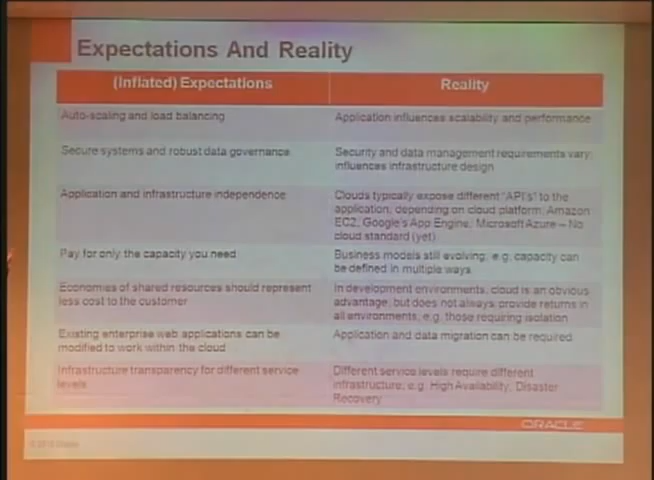 Expectations And Reality
(Inflated) Expectations
Reality
Auto-scaling and load balancing
Application influences scalability and performance
Secure systems and robust data governance
Security and data management requirements vary;
influences infrastructure design
Application and infrastructure independence
Clouds typically expose different "API's" to the
application, depending on cloud platform; Amazon
EC2, Google's App Engine, Microsoft Azure – No
cloud standard (yet)
Pay for only the capacity you need
Business models still evolving; e.g. capacity can
be defined in multiple ways
Economies of shared resources should represent
less cost to the customer
In development environments, cloud is an obvious
advantage, but does not always provide returns in
all environments, e.g. those requiring isolation
Existing enterprise web applications can be
modified to work within the cloud
Application and data migration can be required
Infrastructure transparency for different service
levels
Different service levels require different
infrastructure; e.g. High Availability, Disaster
Recovery
ORACLE